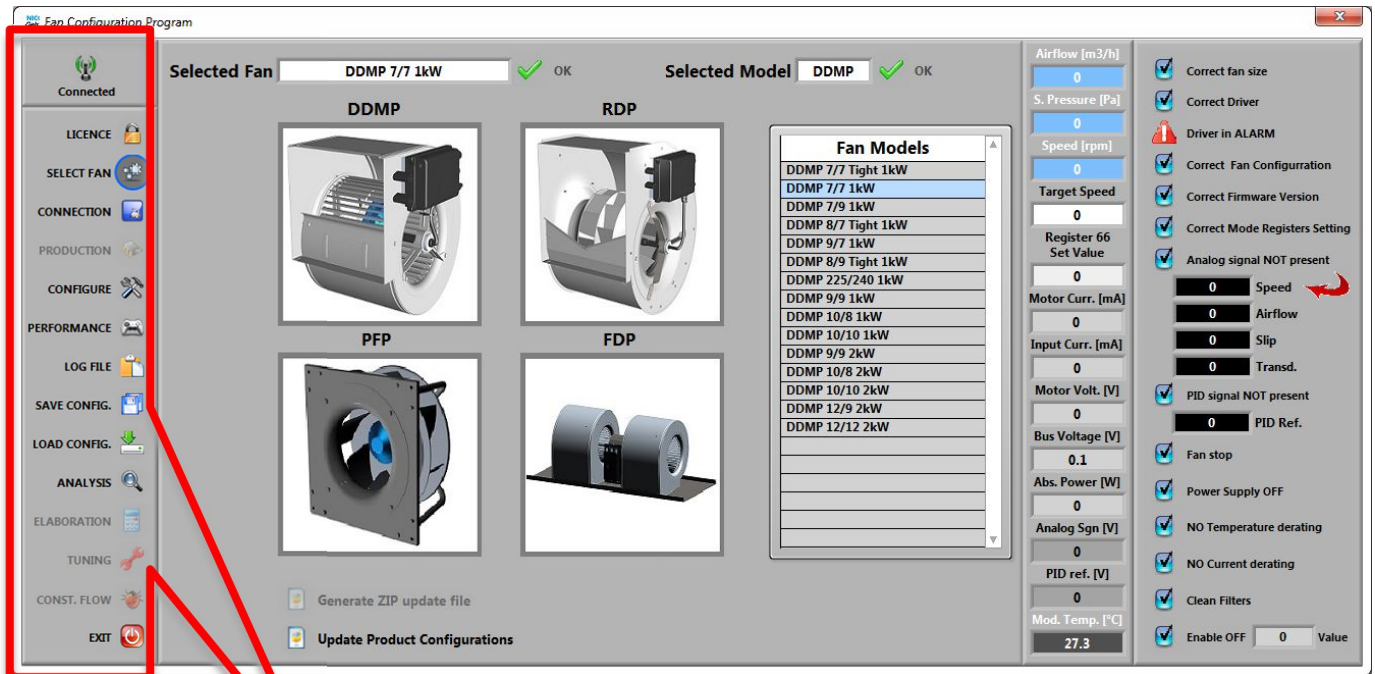 NICI
Fan Configuration Program
Connected
LICENCE
SELECT FAN
CONNECTION
PRODUCTION
CONFIGURE
PERFORMANCE
LOG FILE
SAVE CONFIG.
LOAD CONFIG.
ANALYSIS
ELABORATION
TUNING
CONST. FLOW
EXIT
Selected Fan DDMP 7/7 1kW OK Selected Model DDMP OK
DDMP RDP
PFP FDP
Generate ZIP update file
Update Product Configurations
Fan Models
DDMP 7/7 Tight 1kW
DDMP 7/7 1kW
DDMP 7/9 1kW
DDMP 8/7 Tight 1kW
DDMP 9/7 1kW
DDMP 8/9 Tight 1kW
DDMP 225/240 1kW
DDMP 9/9 1kW
DDMP 10/8 1kW
DDMP 10/10 1kW
DDMP 9/9 2kW
DDMP 10/8 2kW
DDMP 10/10 2kW
DDMP 12/9 2kW
DDMP 12/12 2kW
Airflow [m3/h]
0
S. Pressure [Pa]
0
Speed [rpm]
0
Target Speed
0
Register 66
Set Value
0
Motor Curr. [mA]
0
Input Curr. [mA]
0
Motor Volt. [V]
0
Bus Voltage [V]
0.1
Abs. Power [W]
0
Analog Sgn [V]
0
PID ref. [V]
0
Mod. Temp. [°C]
27.3
Correct fan size
Correct Driver
Driver in ALARM
Correct Fan Configurration
Correct Firmware Version
Correct Mode Registers Setting
Analog signal NOT present
0 Speed
0 Airflow
0 Slip
0 Transd.
PID signal NOT present
0 PID Ref.
Fan stop
Power Supply OFF
NO Temperature derating
NO Current derating
Clean Filters
Enable OFF 0 Value